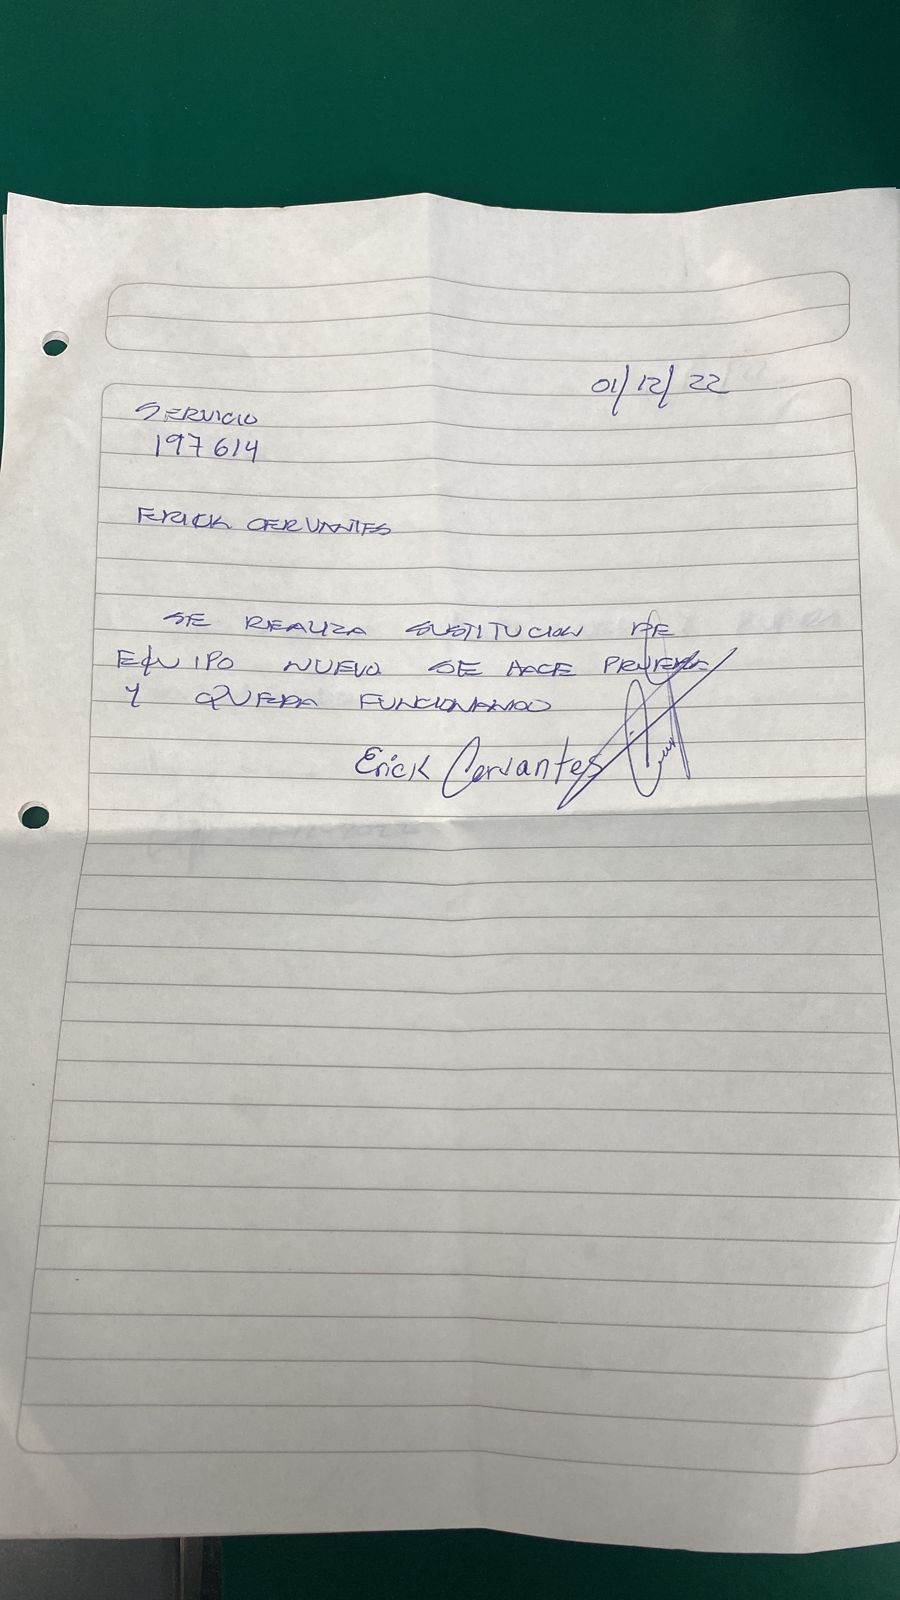 01/12/22
SERVICIO
197614
ERICK CERVANTES
SE REALIZA SUSTITUCION DE
EQUIPO NUEVO SE HACE PRUEBA
Y QUEDA FUNCIONANDO
Erick Cervantes